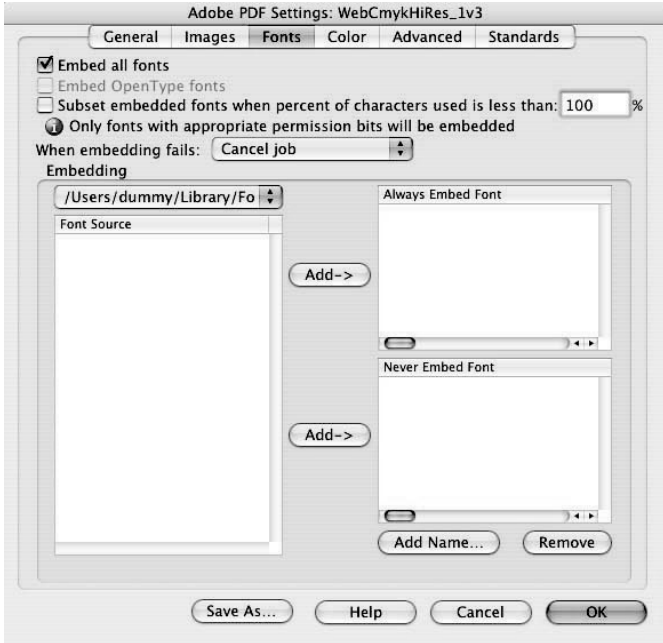 Adobe PDF Settings: WebCmykHiRes_1v3
General Images Fonts Color Advanced Standards
Embed all fonts
Embed OpenType fonts
Subset embedded fonts when percent of characters used is less than: 100 %
Only fonts with appropriate permission bits will be embedded
When embedding fails: Cancel job
Embedding
/Users/dummy/Library/Fo
Always Embed Font
Font Source
Add->
Never Embed Font
Add->
Add Name... Remove
Save As... Help Cancel OK